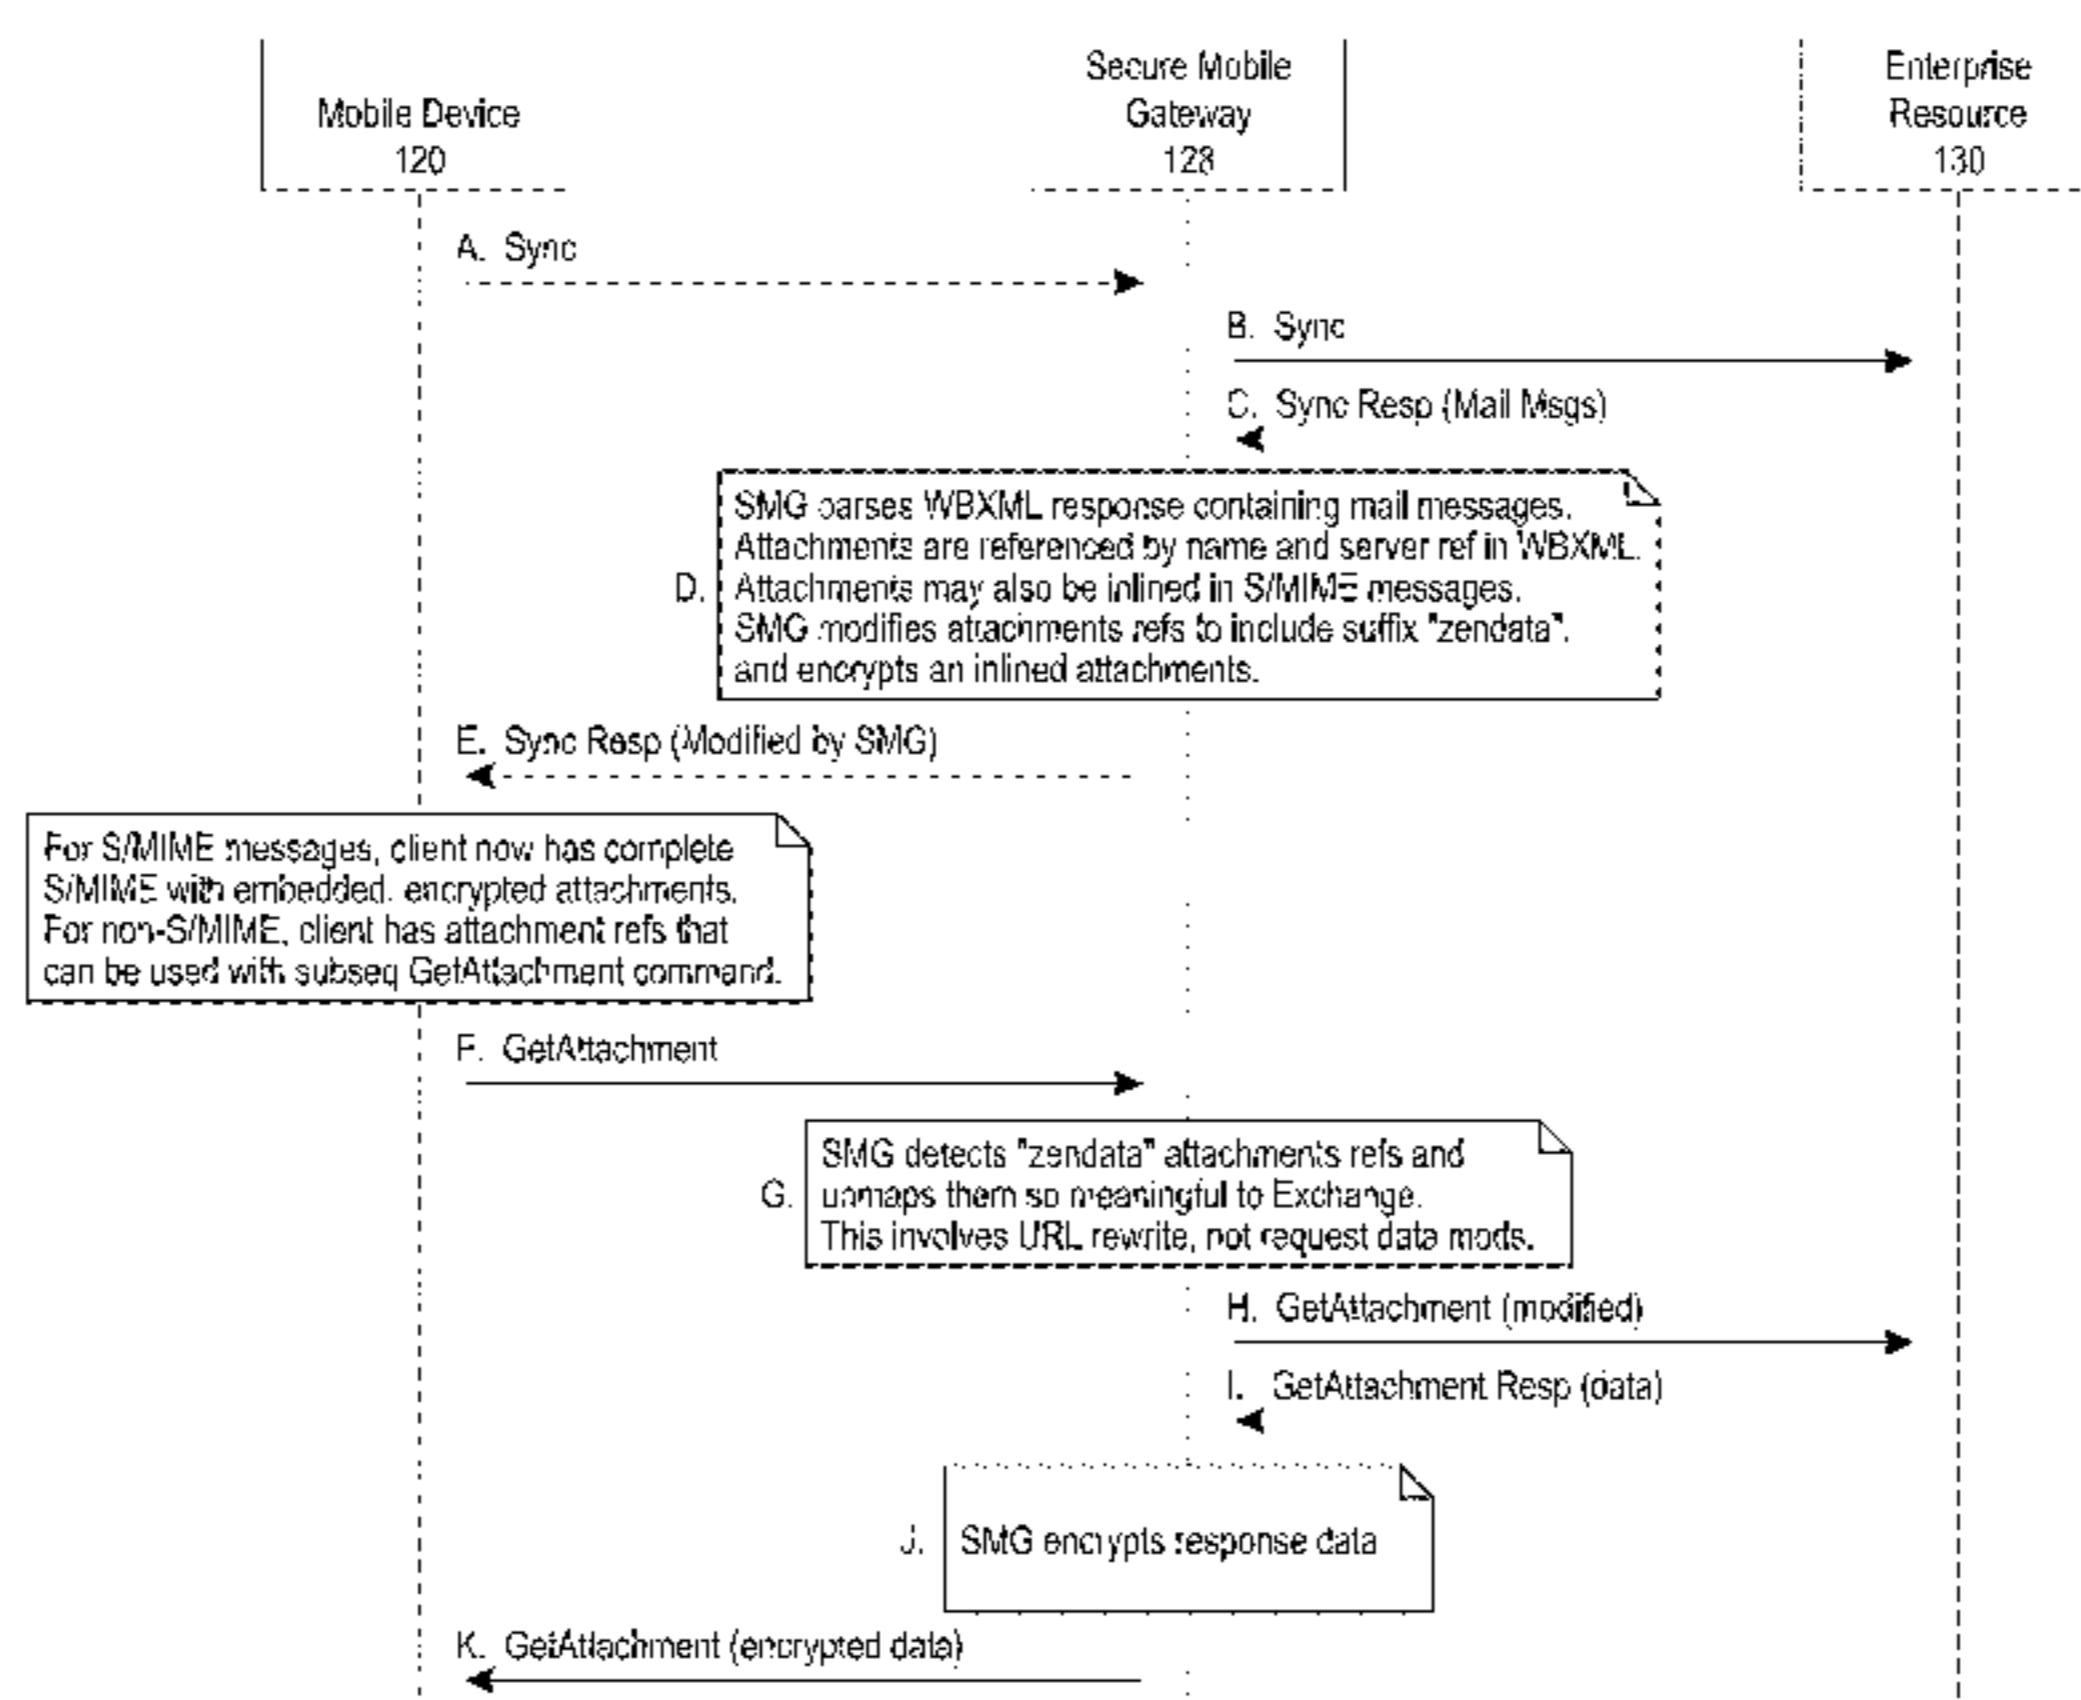 Mobile Device
120
Secure Mobile
Gateway
128
Enterprise
Resource
130
A. Sync
B. Sync
C. Sync Resp (Mail Msgs)
D.
SMG parses WBXML response containing mail messages.
Attachments are referenced by name and server ref in WBXML.
Attachments may also be inlined in S/MIME messages.
SMG modifies attachments refs to include suffix "zendata".
and encrypts an inlined attachments.
E. Sync Resp (Modified by SMG)
For S/MIME messages, client now has complete
S/MIME with embedded, encrypted attachments.
For non-S/MIME, client has attachment refs that
can be used with subseq GetAttachment command.
F. GetAttachment
G.
SMG detects "zendata" attachments refs and
unmaps them so meaningful to Exchange.
This involves URL rewrite, not request data mods.
H. GetAttachment (modified)
I. GetAttachment Resp (data)
J.
SMG encrypts response data
K. GetAttachment (encrypted data)